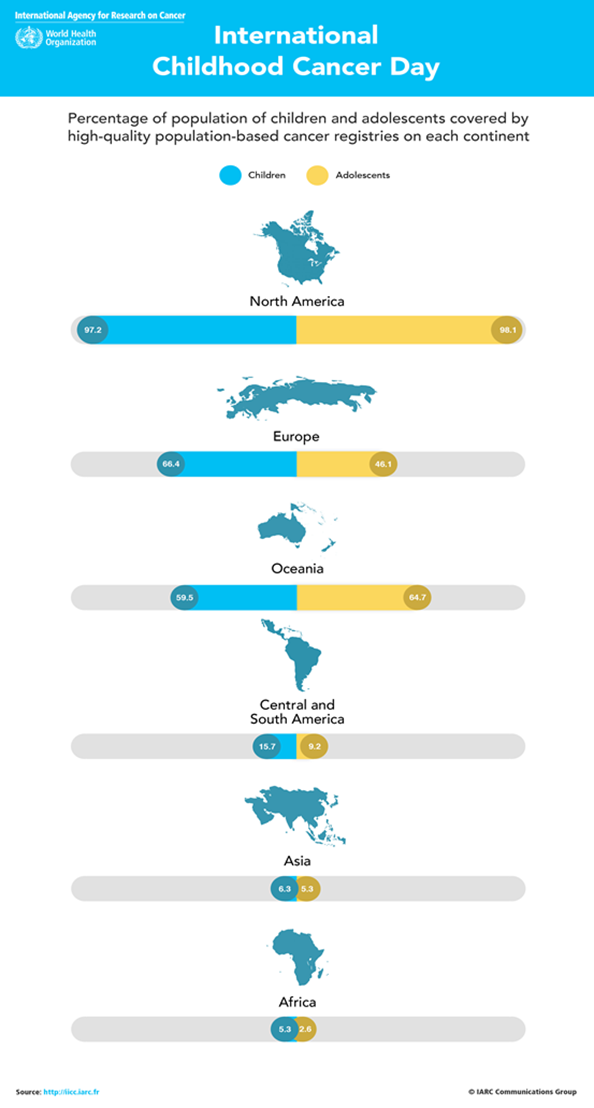 International Agency for Research on Cancer
World Health
Organization
International
Childhood Cancer Day
Percentage of population of children and adolescents covered by
high-quality population-based cancer registries on each continent
Children
Adolescents
North America
97.2
98.1
Europe
66.4
46.1
Oceania
59.5
64.7
Central and
South America
15.7
9.2
Asia
6.3
5.3
Africa
5.3
2.6
Source: http://iicc.iarc.fr
© IARC Communications Group